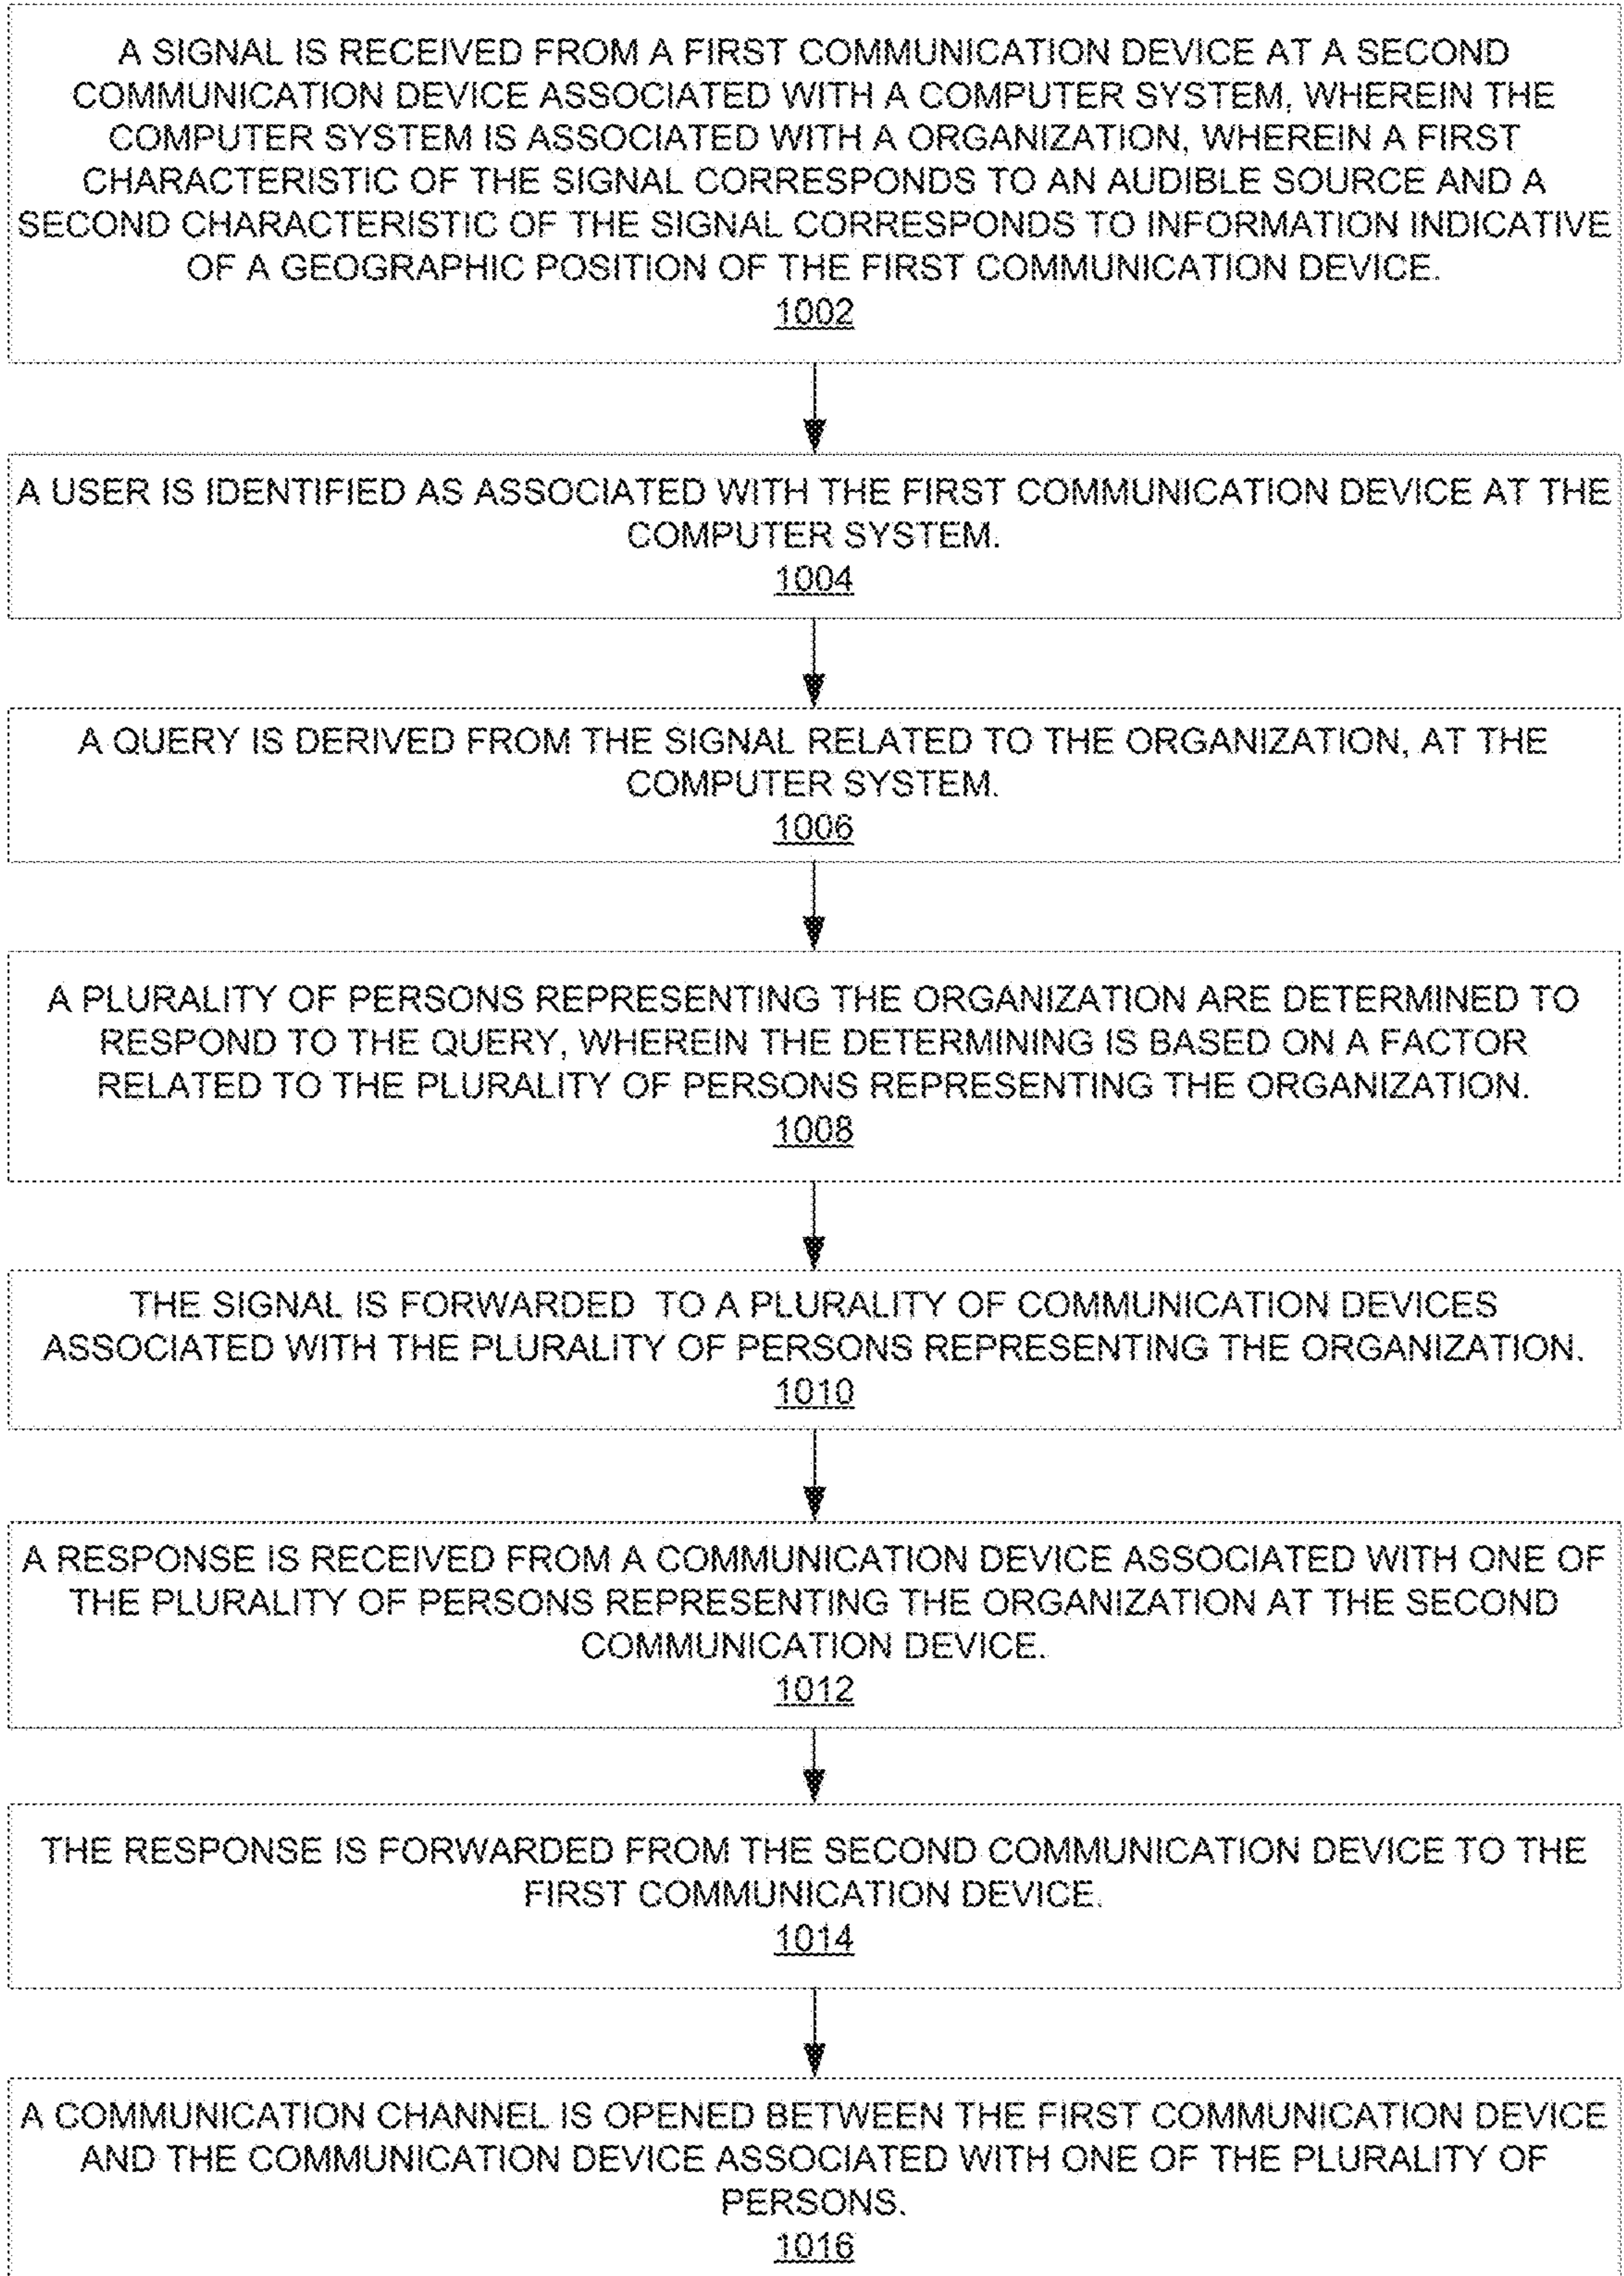 A SIGNAL IS RECEIVED FROM A FIRST COMMUNICATION DEVICE AT A SECOND
COMMUNICATION DEVICE ASSOCIATED WITH A COMPUTER SYSTEM, WHEREIN THE
COMPUTER SYSTEM IS ASSOCIATED WITH A ORGANIZATION, WHEREIN A FIRST
CHARACTERISTIC OF THE SIGNAL CORRESPONDS TO AN AUDIBLE SOURCE AND A
SECOND CHARACTERISTIC OF THE SIGNAL CORRESPONDS TO INFORMATION INDICATIVE
OF A GEOGRAPHIC POSITION OF THE FIRST COMMUNICATION DEVICE.
1002
A USER IS IDENTIFIED AS ASSOCIATED WITH THE FIRST COMMUNICATION DEVICE AT THE
COMPUTER SYSTEM.
1004
A QUERY IS DERIVED FROM THE SIGNAL RELATED TO THE ORGANIZATION, AT THE
COMPUTER SYSTEM.
1006
A PLURALITY OF PERSONS REPRESENTING THE ORGANIZATION ARE DETERMINED TO
RESPOND TO THE QUERY, WHEREIN THE DETERMINING IS BASED ON A FACTOR
RELATED TO THE PLURALITY OF PERSONS REPRESENTING THE ORGANIZATION.
1008
THE SIGNAL IS FORWARDED TO A PLURALITY OF COMMUNICATION DEVICES
ASSOCIATED WITH THE PLURALITY OF PERSONS REPRESENTING THE ORGANIZATION.
1010
A RESPONSE IS RECEIVED FROM A COMMUNICATION DEVICE ASSOCIATED WITH ONE OF
THE PLURALITY OF PERSONS REPRESENTING THE ORGANIZATION AT THE SECOND
COMMUNICATION DEVICE.
1012
THE RESPONSE IS FORWARDED FROM THE SECOND COMMUNICATION DEVICE TO THE
FIRST COMMUNICATION DEVICE.
1014
A COMMUNICATION CHANNEL IS OPENED BETWEEN THE FIRST COMMUNICATION DEVICE
AND THE COMMUNICATION DEVICE ASSOCIATED WITH ONE OF THE PLURALITY OF
PERSONS.
1016